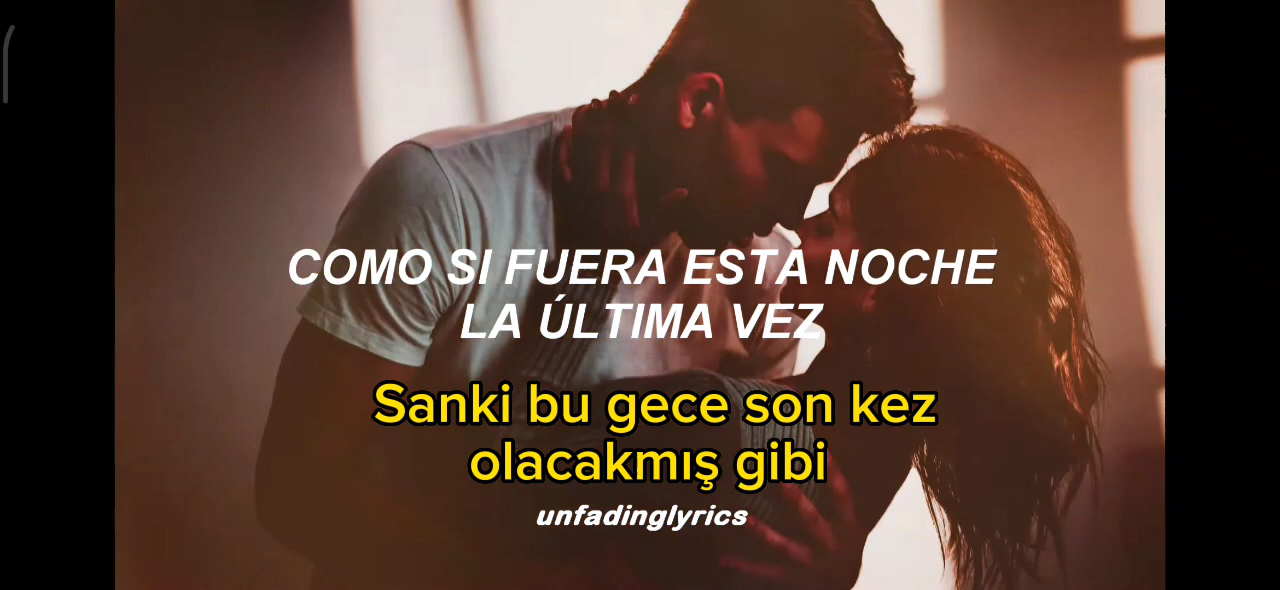 COMO SI FUERA ESTA NOCHE
LA ÚLTIMA VEZ
Sanki bu gece son kez
olacakmış gibi
unfadinglyrics